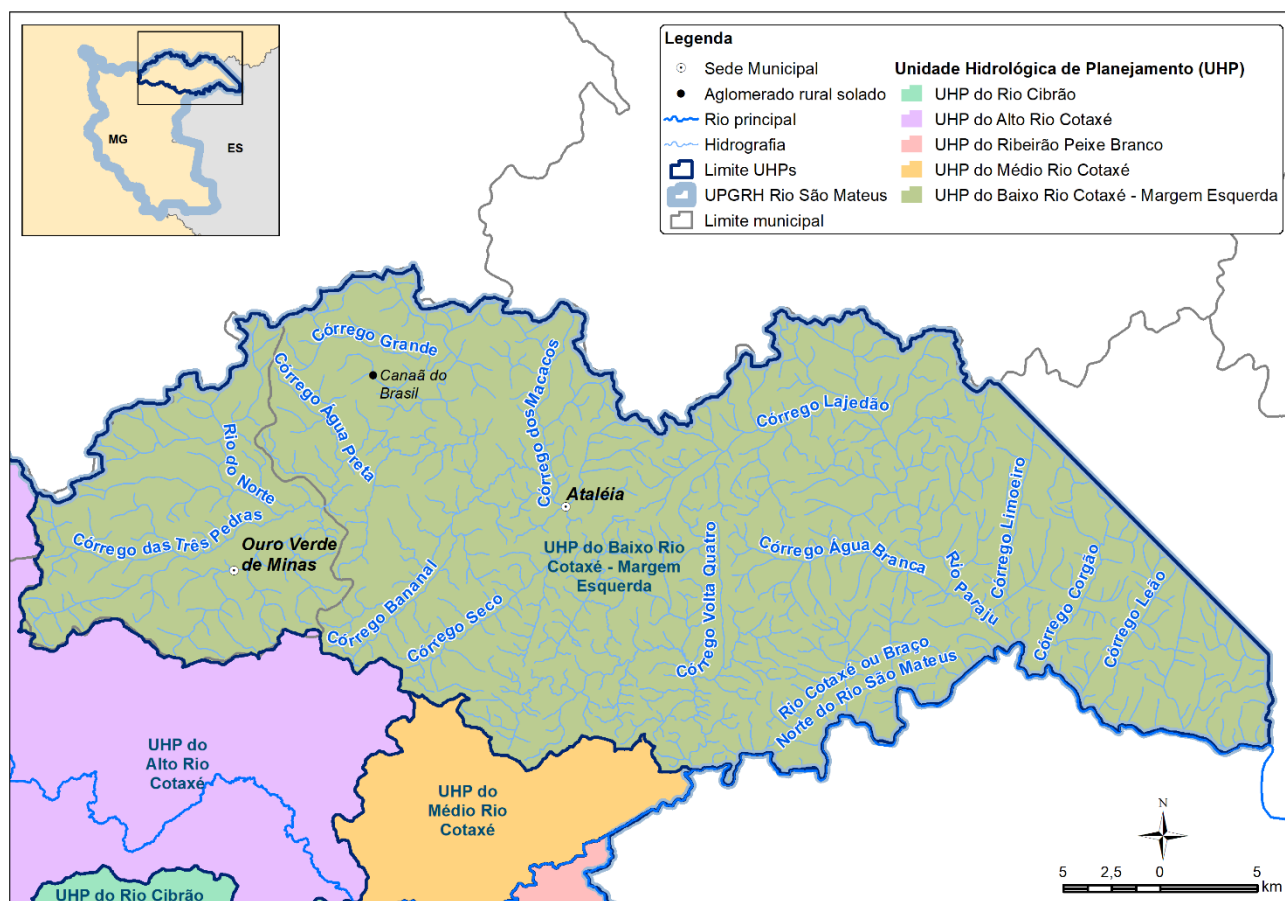 MG
ES
Legenda
Sede Municipal
Aglomerado rural solado
Rio principal
Hidrografia
Limite UHPs
UPGRH Rio São Mateus
Limite municipal
Unidade Hidrológica de Planejamento (UHP)
UHP do Rio Cibrão
UHP do Alto Rio Cotaxé
UHP do Ribeirão Peixe Branco
UHP do Médio Rio Cotaxé
UHP do Baixo Rio Cotaxé - Margem Esquerda
Córrego Grande
Canaã do
Brasil
Córrego Água Preta
Córrego dos Macacos
Córrego Lajedão
Rio do Norte
Córrego das Três Pedras
Ouro Verde
de Minas
Ataléia
UHP do Baixo Rio
Cotaxé - Margem
Esquerda
Córrego Bananal
Córrego Seco
Córrego Volta Quatro
Córrego Água Branca
Rio Paraju
Córrego Limoeiro
Córrego Corgão
Córrego Leão
Rio Cotaxé ou Braço
Norte do Rio São Mateus
UHP do
Alto Rio
Cotaxé
UHP do
Médio Rio
Cotaxé
UHP do Rio Cibrão
N
5 2,5 0 5
km